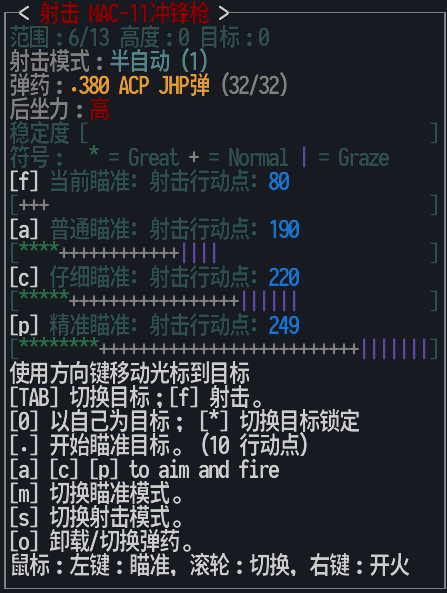 < 射击 MAC-11冲锋枪 >
范围：6/13 高度：0 目标：0
射击模式：半自动 (1)
弹药：.380 ACP JHP弹 (32/32)
后坐力：高
稳定度 [ ]
符号： * = Great + = Normal | = Graze
[f] 当前瞄准: 射击行动点: 80
[+++ ]
[a] 普通瞄准: 射击行动点: 190
[****++++++++++++|||| ]
[c] 仔细瞄准: 射击行动点: 220
[*****+++++++++++++++++|||||| ]
[p] 精准瞄准: 射击行动点: 249
[********++++++++++++++++++++++++++|||||||]
使用方向键移动光标到目标
[TAB] 切换目标；[f] 射击。
[0] 以自己为目标； [*] 切换目标锁定
[.] 开始瞄准目标。 (10 行动点)
[a] [c] [p] to aim and fire
[m] 切换瞄准模式。
[s] 切换射击模式。
[o] 卸载/切换弹药。
鼠标：左键：瞄准, 滚轮：切换, 右键：开火